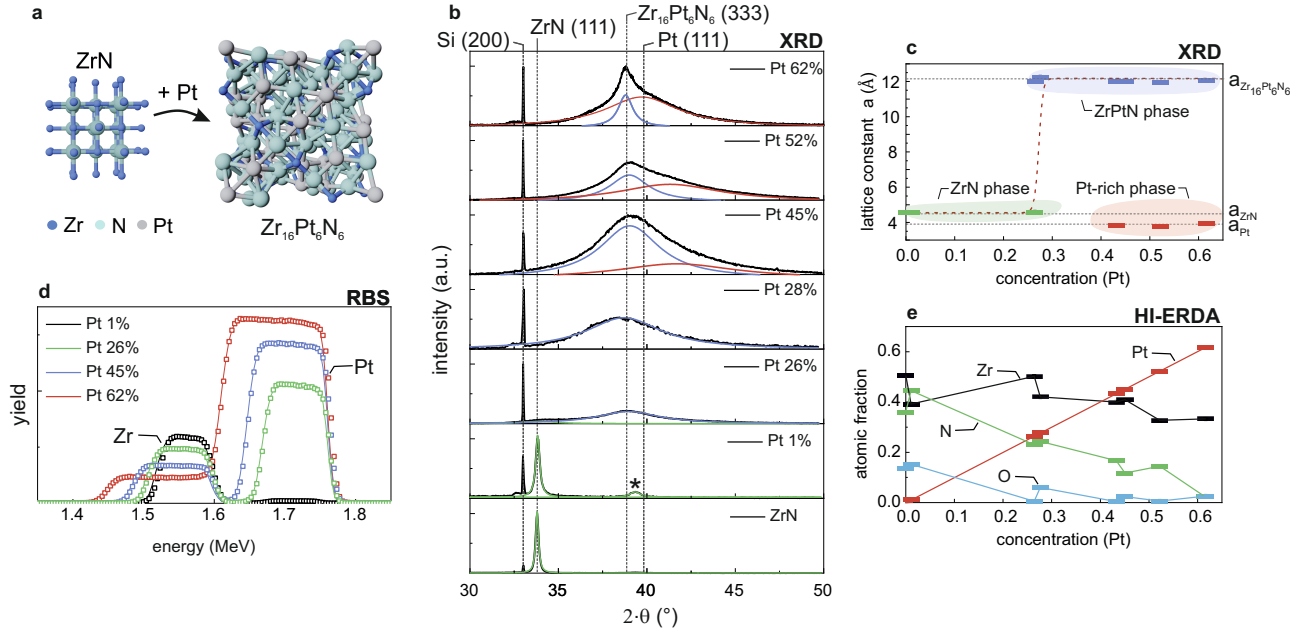 a
ZrN
+ Pt
Zr N Pt
Zr16Pt6N6
b
Zr16Pt6N6 (333)
ZrN (111)
Si (200)
Pt (111)
XRD
Pt 62%
Pt 52%
Pt 45%
Pt 28%
Pt 26%
Pt 1%
*
ZrN
intensity (a.u.)
30 35 40 45 50
40 45
2·θ (°)
c
XRD
lattice constant a (Å)
12
10
8
6
4
aZr16Pt6N6
ZrPtN phase
ZrN phase
Pt-rich phase
aZrN
aPt
0.0 0.1 0.2 0.3 0.4 0.5 0.6
concentration (Pt)
d
RBS
Pt 1%
Pt 26%
Pt 45%
Pt 62%
Pt
Zr
yield
1.4 1.5 1.6 1.7 1.8
energy (MeV)
e
HI-ERDA
atomic fraction
0.6
0.4
0.2
0.0
Pt
Zr
N
O
0.0 0.1 0.2 0.3 0.4 0.5 0.6
concentration (Pt)